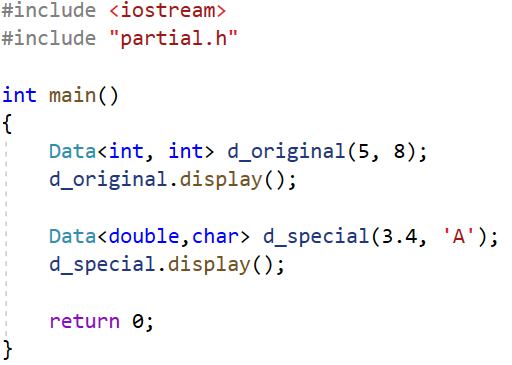 #include <iostream>
#include "partial.h"
int main()
{
Data<int, int> d_original(5, 8);
d_original.display();
Data<double,char> d_special(3.4, 'A');
d_special.display();
return 0;
}